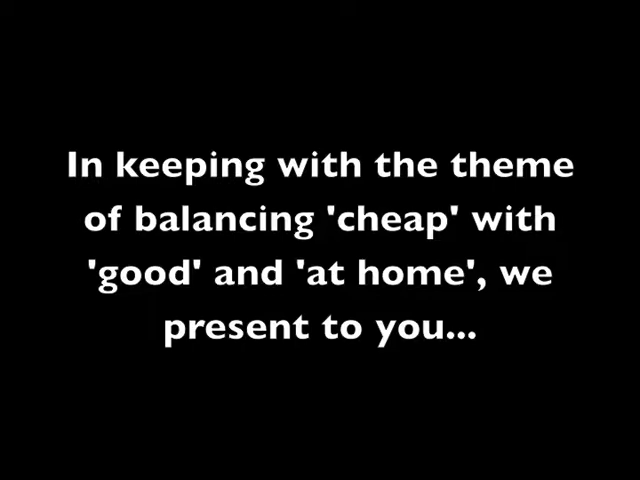 In keeping with the theme
of balancing 'cheap' with
'good' and 'at home', we
present to you...